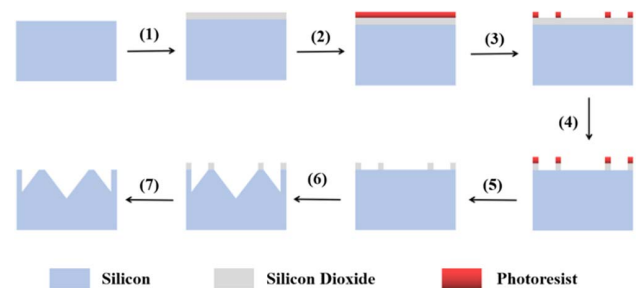 (1)
(2)
(3)
(4)
(5)
(6)
(7)
Silicon
Silicon Dioxide
Photoresist